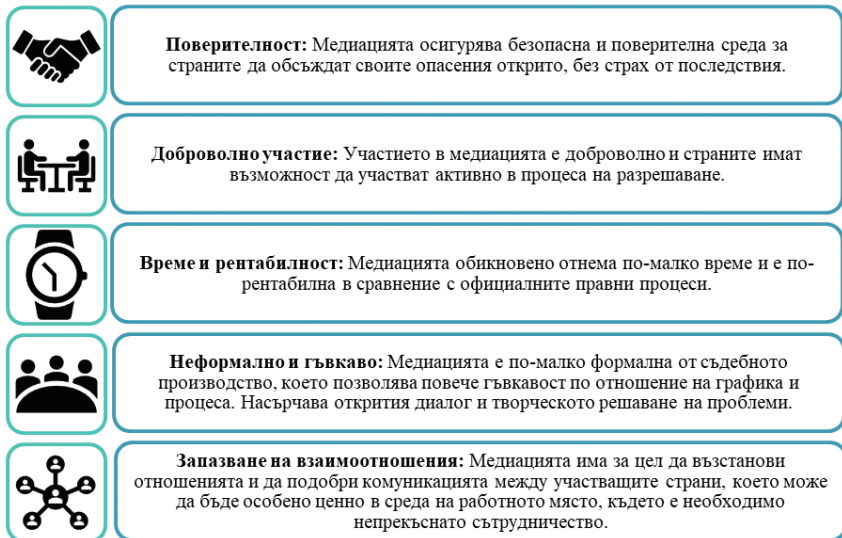 Поверителност: Медиацията осигурява безопасна и поверителна среда за
страните да обсъждат своите опасения открито, без страх от последствия.
Доброволно участие: Участието в медиацията е доброволно и страните имат
възможност да участват активно в процеса на разрешаване.
Време и рентабилност: Медиацията обикновено отнема по-малко време и е по-
рентабилна в сравнение с официалните правни процеси.
Неформално и гъвкаво: Медиацията е по-малко формална от съдебното
производство, което позволява повече гъвкавост по отношение на графика и
процеса. Насърчава открития диалог и творческото решаване на проблеми.
Запазване на взаимоотношения: Медиацията има за цел да възстанови
отношенията и да подобри комуникацията между участващите страни, което може
да бъде особено ценно в среда на работното място, където е необходимо
непрекъснато сътрудничество.